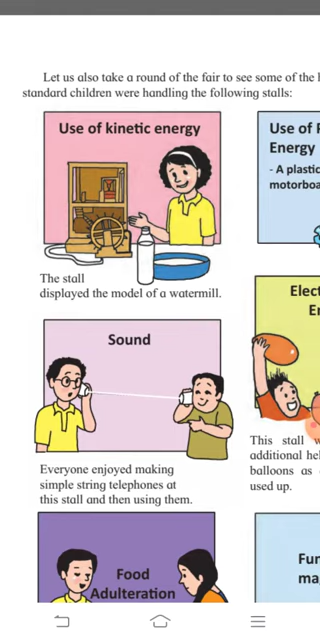 Let us also take a round of the fair to see some of the
standard children were handling the following stalls:
Use of kinetic energy
The stall
displayed the model of a watermill.
Sound
Everyone enjoyed making
simple string telephones at
this stall and then using them.
Food
Adulteration
Use of
Energy
- A plastic
motorboa
Elect
This stall
additional hel
balloons as
used up.
Fun
ma